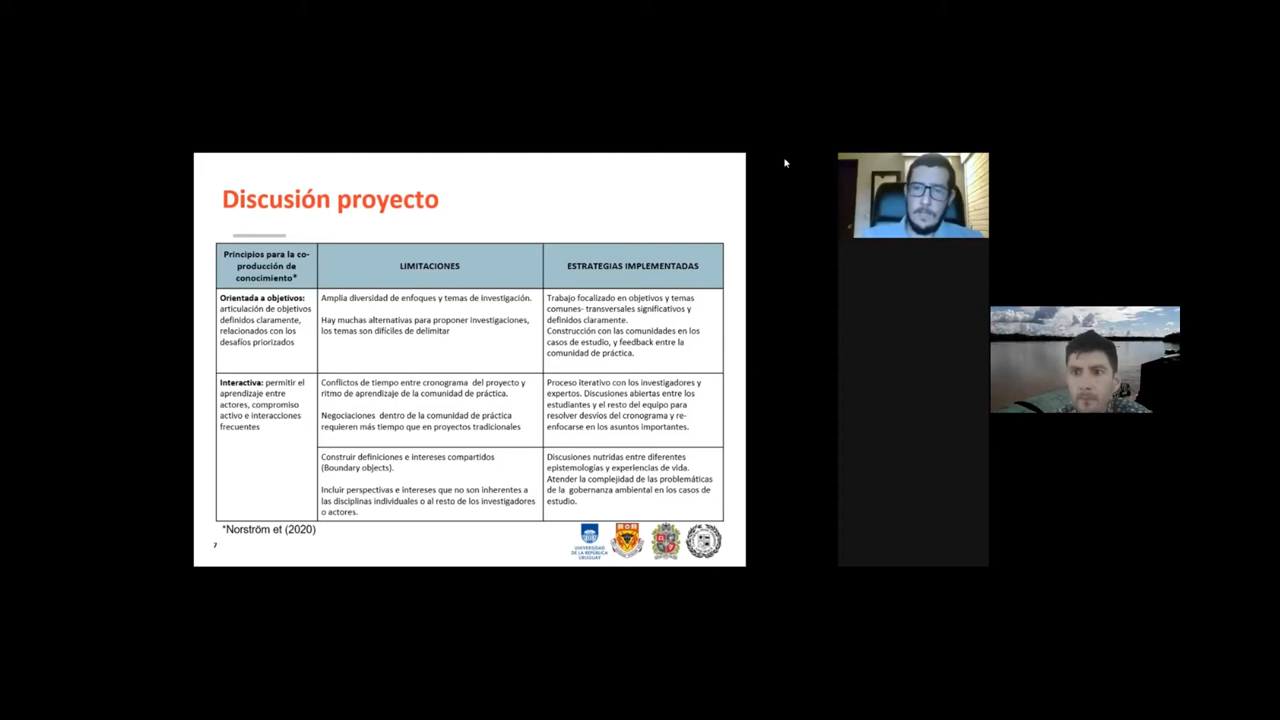 Discusión proyecto
Principios para la co-
producción de
conocimiento*
LIMITACIONES
ESTRATEGIAS IMPLEMENTADAS
Orientada a objetivos:
articulación de objetivos
definidos claramente,
relacionados con los
desafíos priorizados
Amplia diversidad de enfoques y temas de investigación.
Hay muchas alternativas para proponer investigaciones,
los temas son difíciles de delimitar
Trabajo focalizado en objetivos y temas
comunes- transversales significativos y
definidos claramente.
Construcción con las comunidades en los
casos de estudio, y feedback entre la
comunidad de práctica.
Interactiva: permitir el
aprendizaje entre
actores, compromiso
activo e interacciones
frecuentes
Conflictos de tiempo entre cronograma del proyecto y
ritmo de aprendizaje de la comunidad de práctica.
Negociaciones dentro de la comunidad de práctica
requieren más tiempo que en proyectos tradicionales
Proceso iterativo con los investigadores y
expertos. Discusiones abiertas entre los
estudiantes y el resto del equipo para
resolver desvíos del cronograma y re-
enfocarse en los asuntos importantes.
Construir definiciones e intereses compartidos
(Boundary objects).
Incluir perspectivas e intereses que no son inherentes a
las disciplinas individuales o al resto de los investigadores
o actores.
Discusiones nutridas entre diferentes
epistemologías y experiencias de vida.
Atender la complejidad de las problemáticas
de la gobernanza ambiental en los casos de
estudio.
*Norström et (2020)
7
UNIVERSIDAD
DE LA REPÚBLICA
URUGUAY